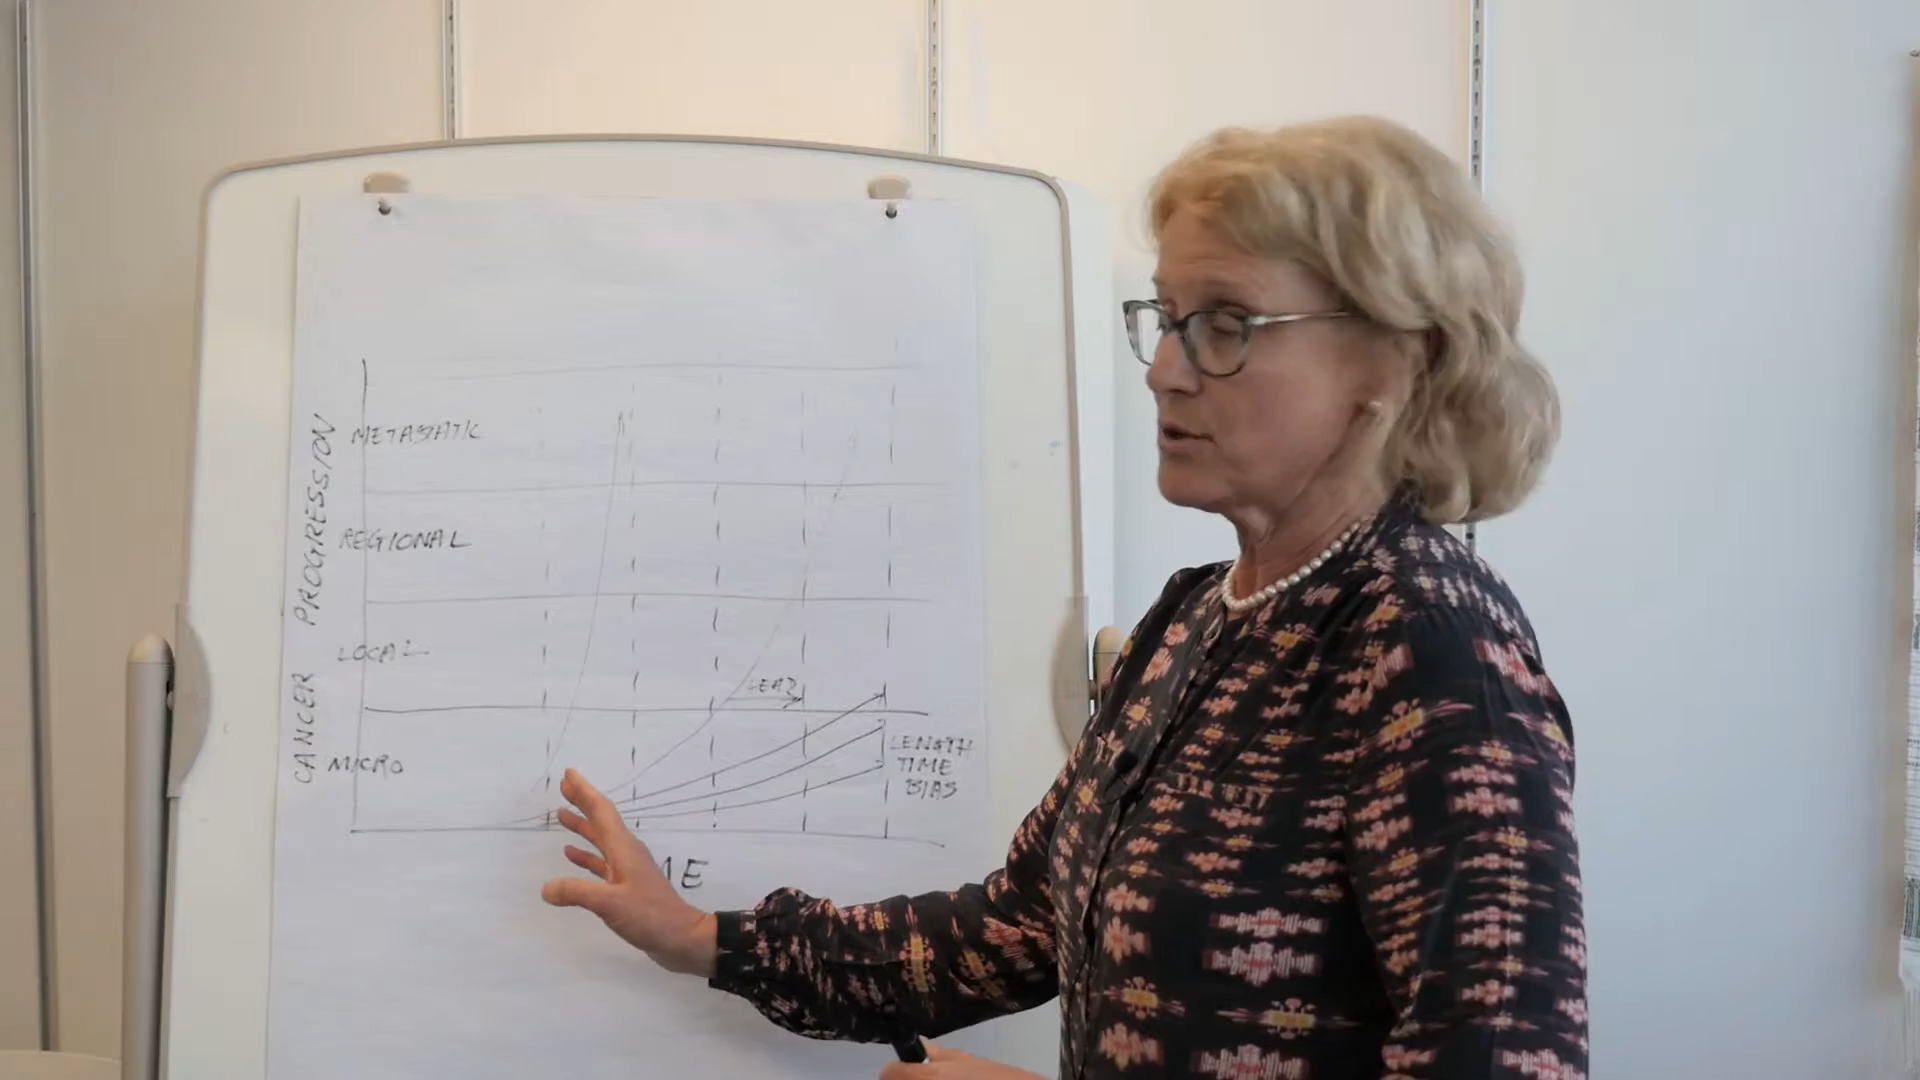 CANCER PROGRESSION
METASTATIC
REGIONAL
LOCAL
LEAD
MICRO
LENGTH
TIME
BIAS